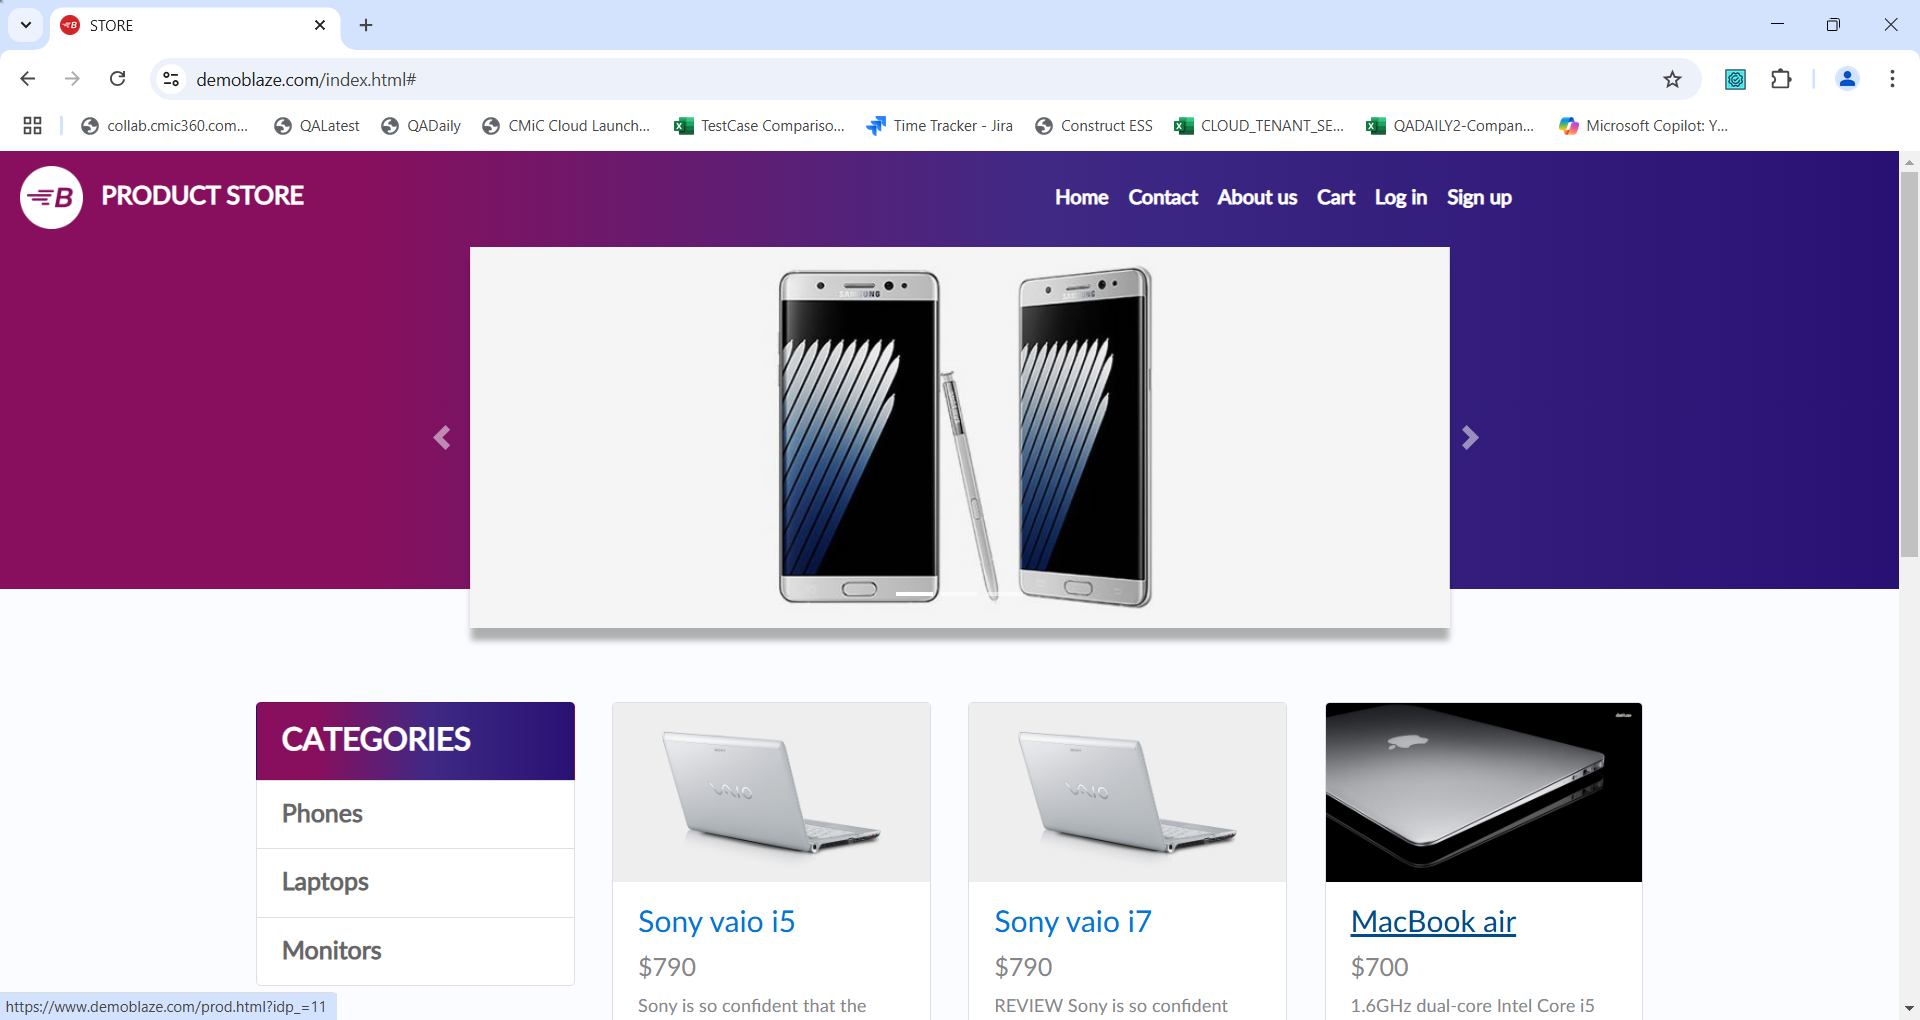 STORE
demoblaze.com/index.html#
collab.cmic360.com...
QALatest
QADaily
CMiC Cloud Launch...
TestCase Compariso...
Time Tracker - Jira
Construct ESS
CLOUD_TENANT_SE...
QADAILY2-Compan...
Microsoft Copilot: Y...
B
PRODUCT STORE
Home
Contact
About us
Cart
Log in
Sign up
SAMSUNG
SAMSUNG
CATEGORIES
Phones
Laptops
Monitors
VAIO
Sony vaio i5
$790
Sony is so confident that the
VAIO
Sony vaio i7
$790
REVIEW Sony is so confident
MacBook air
$700
1.6GHz dual-core Intel Core i5
https://www.demoblaze.com/prod.html?idp_=11